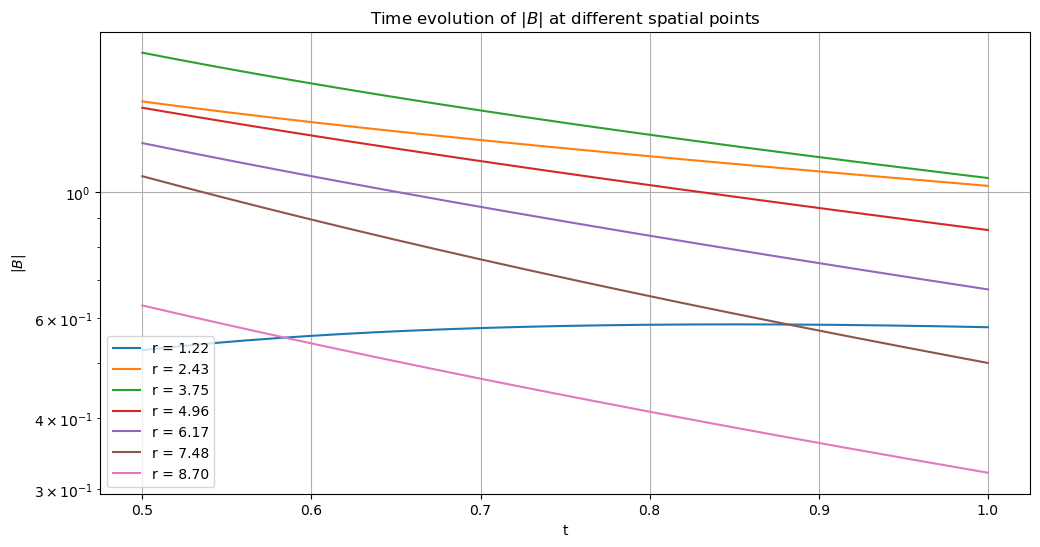 Time evolution of |B| at different spatial points
|B|
10⁰
6 × 10⁻¹
4 × 10⁻¹
3 × 10⁻¹
r = 1.22
r = 2.43
r = 3.75
r = 4.96
r = 6.17
r = 7.48
r = 8.70
0.5 0.6 0.7 0.8 0.9 1.0
t